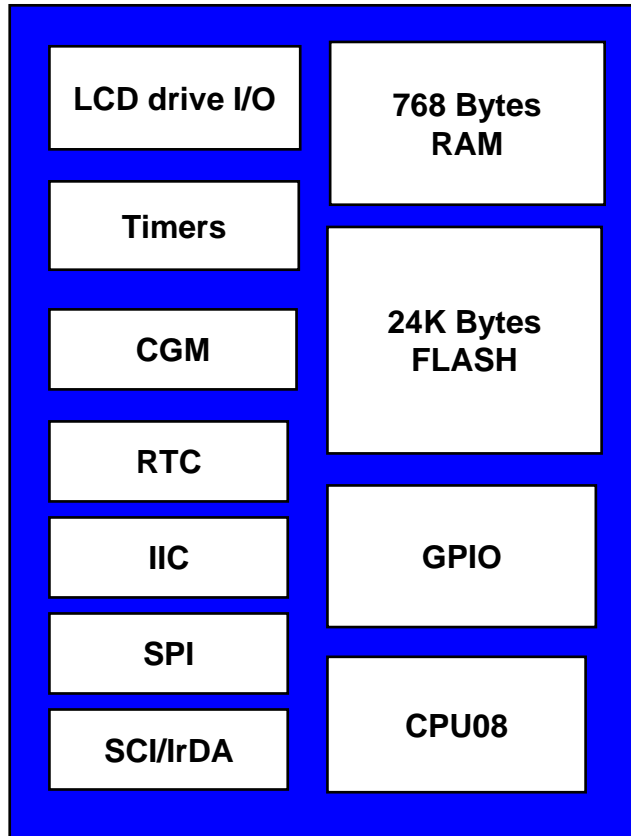 LCD drive I/O
Timers
CGM
RTC
IIC
SPI
SCI/IrDA
768 Bytes
RAM
24K Bytes
FLASH
GPIO
CPU08